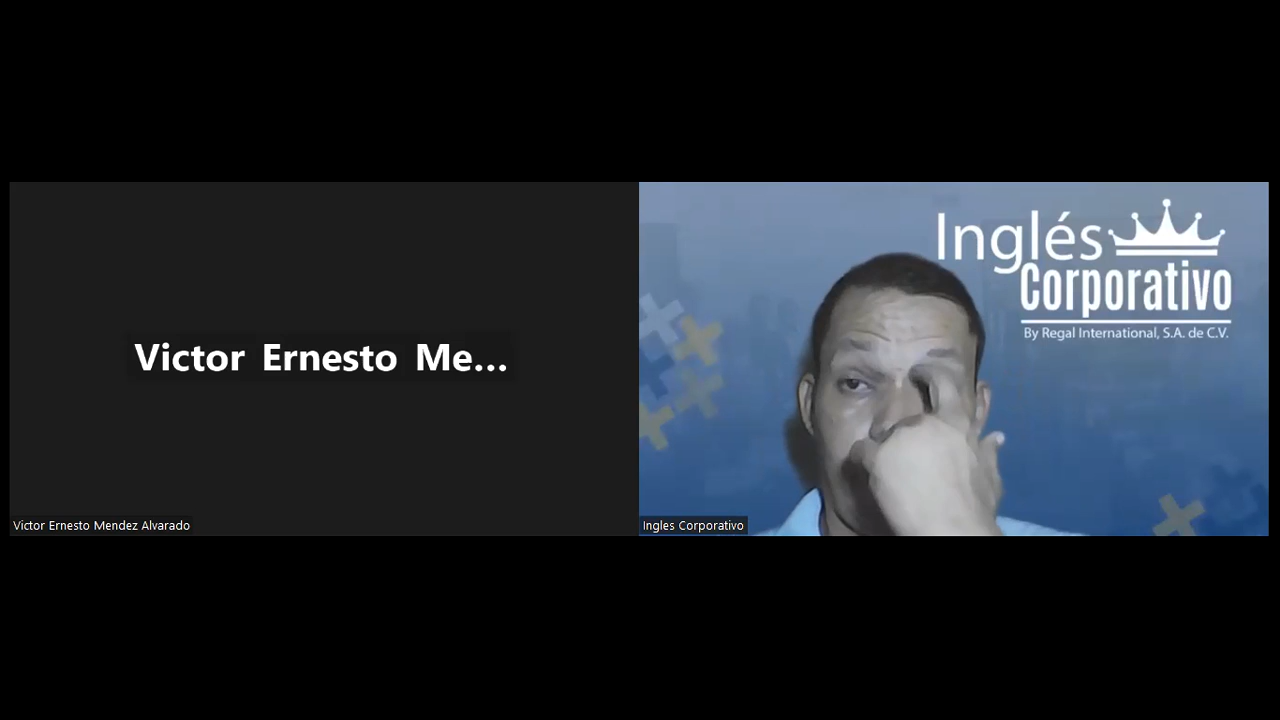 Victor Ernesto Me...
Victor Ernesto Mendez Alvarado
Inglés
Corporativo
By Regal International, S.A. de C.V.
Ingles Corporativo